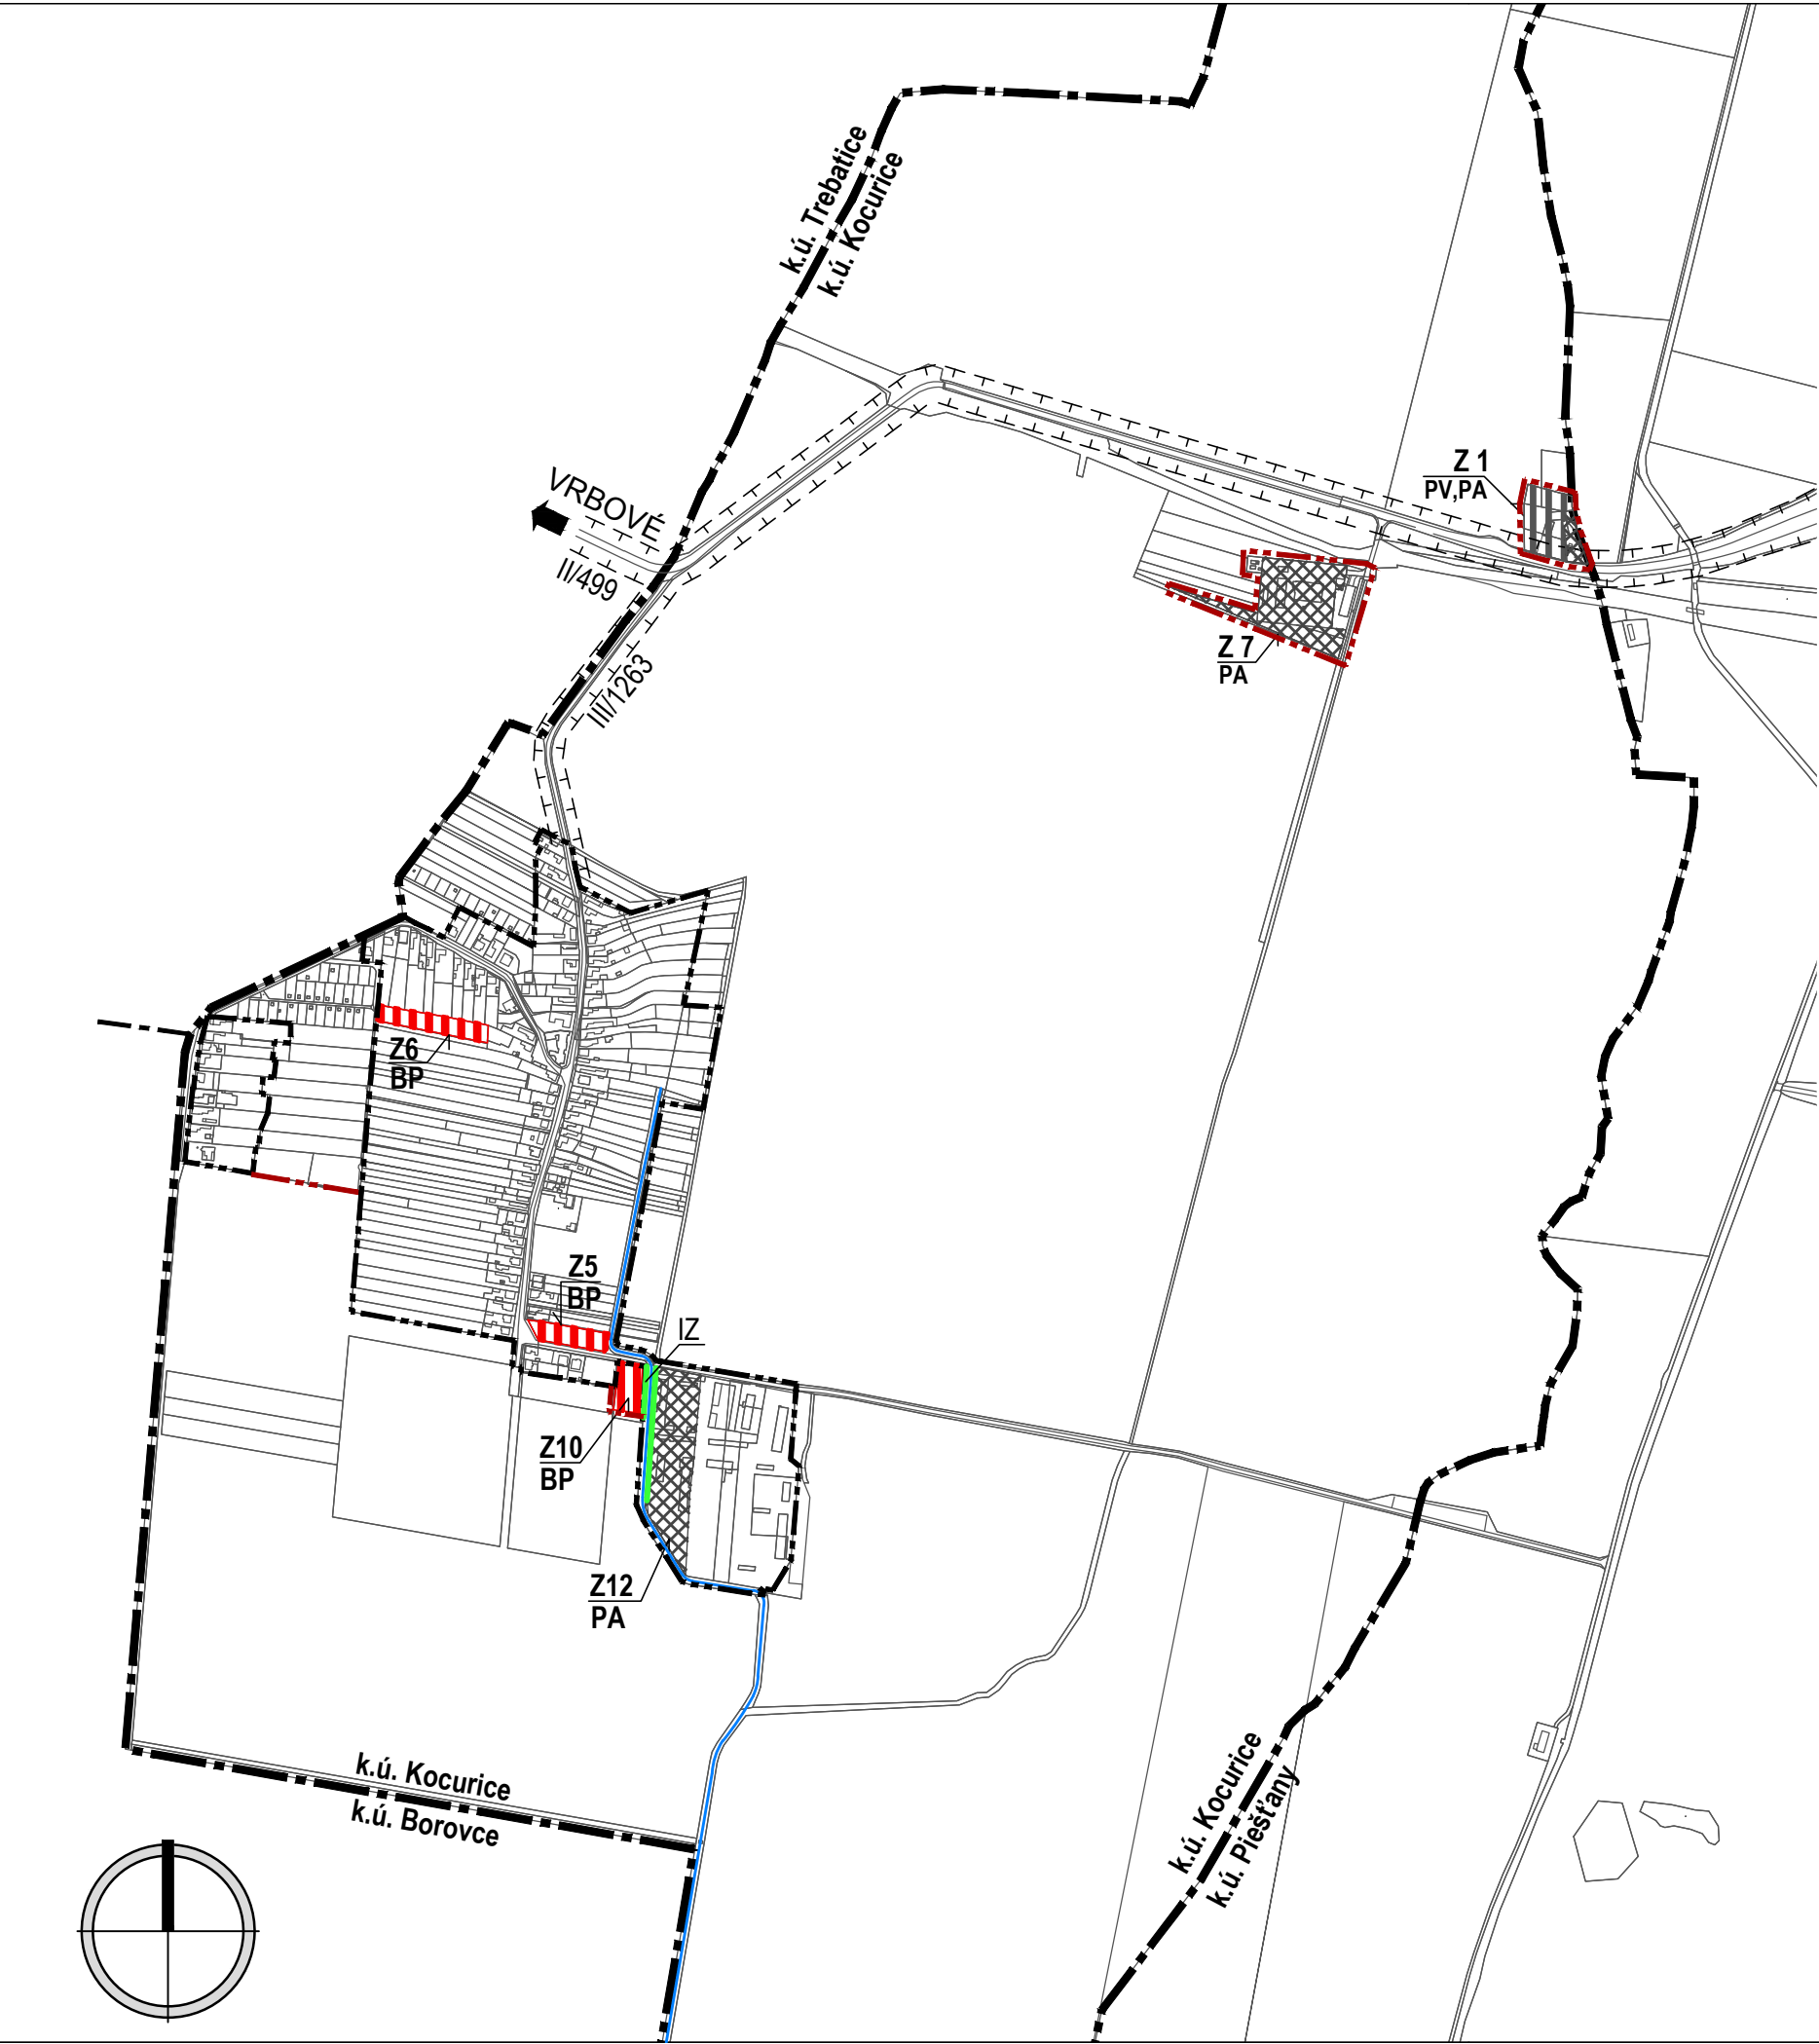 k.ú. Trebatice
k.ú. Kocurice
VRBOVÉ
II/499
III/1263
Z 1
PV,PA
Z 7
PA
Z6
BP
Z5
BP
IZ
Z10
BP
Z12
PA
k.ú. Kocurice
k.ú. Borovce
k.ú. Kocurice
k.ú. Piešťany